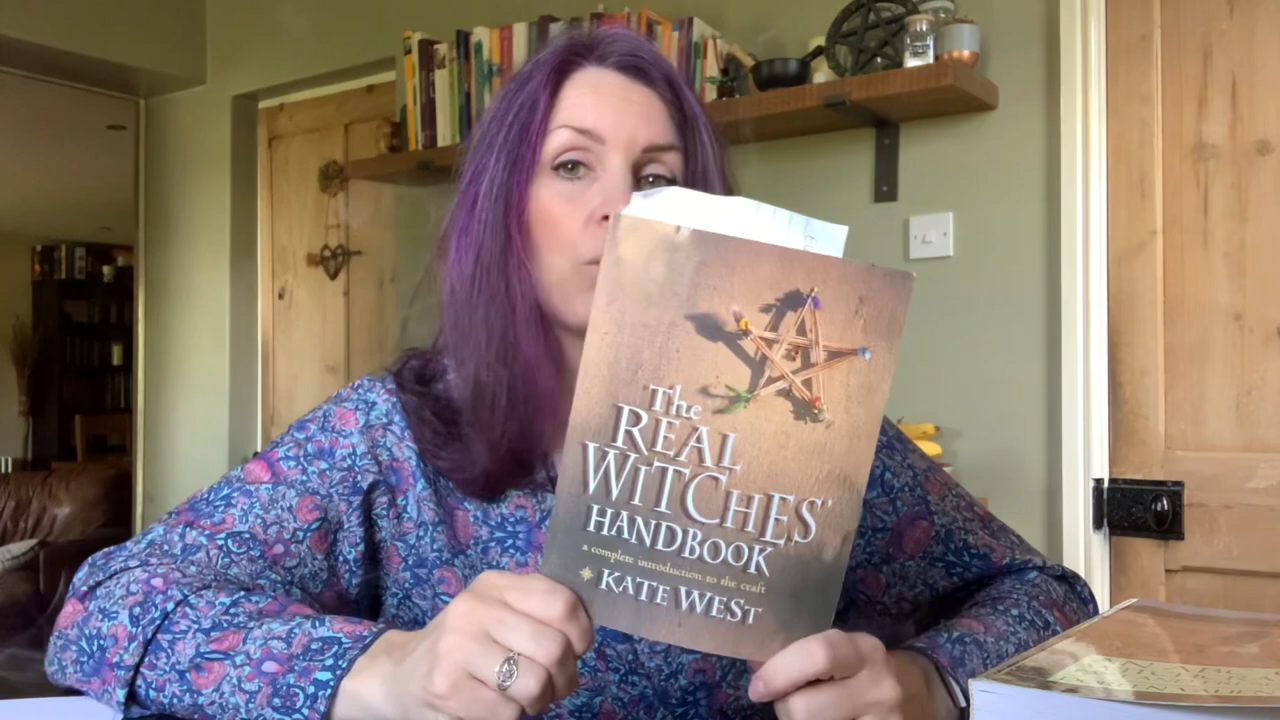 The
REAL
WITCHES'
HANDBOOK
a complete introduction to the craft
KATE WEST